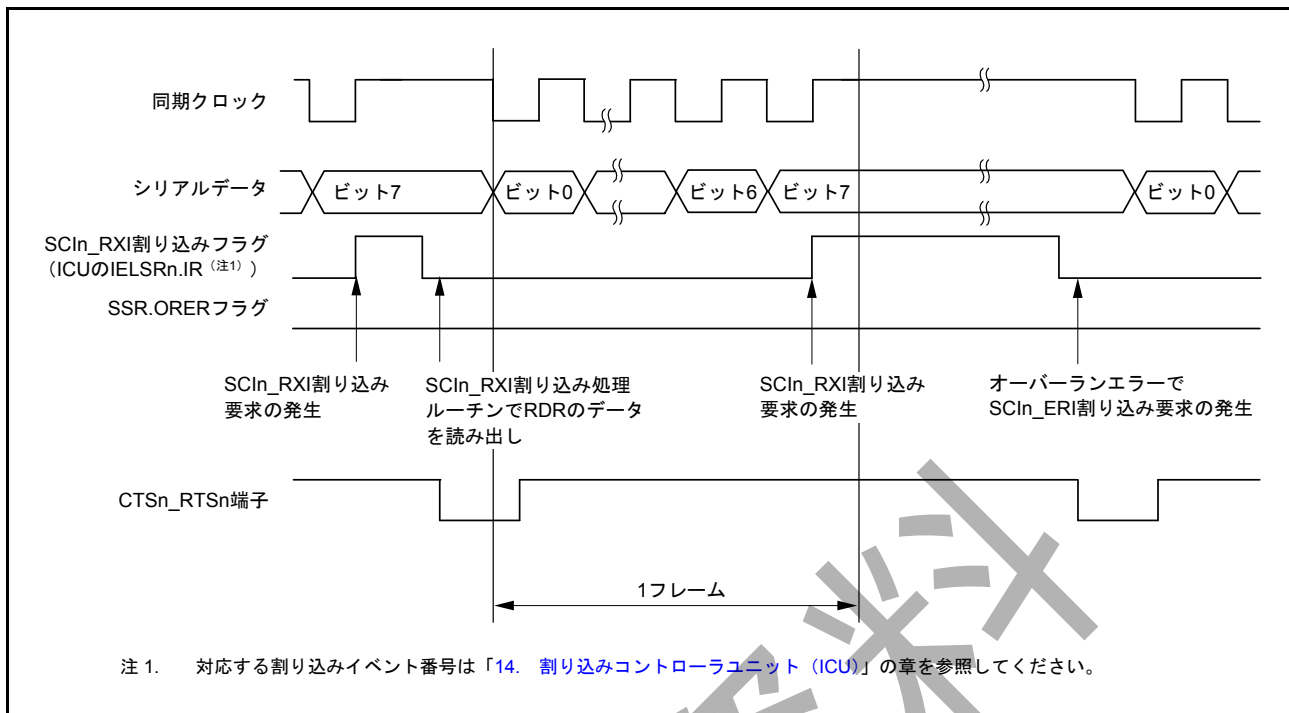 同期クロック
シリアルデータ
ビット7
ビット0
ビット6
ビット7
ビット0
SCIn_RXI割り込みフラグ
（ICUのIELSRn.IR（注1））
SSR.ORERフラグ
SCIn_RXI割り込み
要求の発生
SCIn_RXI割り込み処理
ルーチンでRDRのデータ
を読み出し
SCIn_RXI割り込み
要求の発生
オーバーランエラーで
SCIn_ERI割り込み要求の発生
CTSn_RTSn端子
1フレーム
注 1. 対応する割り込みイベント番号は「14. 割り込みコントローラユニット（ICU）」の章を参照してください。